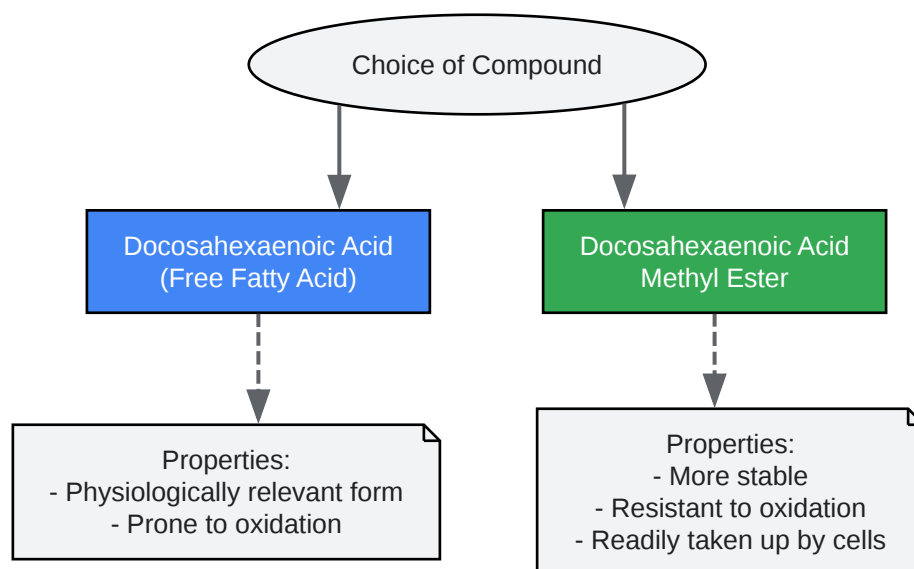 Choice of Compound
Docosahexaenoic Acid
(Free Fatty Acid)
Docosahexaenoic Acid
Methyl Ester
Properties:
- Physiologically relevant form
- Prone to oxidation
Properties:
- More stable
- Resistant to oxidation
- Readily taken up by cells